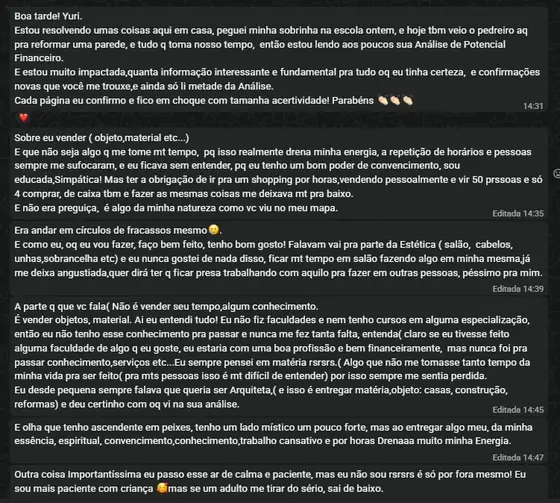 Boa tarde! Yuri.
Estou resolvendo umas coisas aqui em casa, peguei minha sobrinha na escola ontem, e hoje tbm veio o pedreiro aq
pra reformar uma parede, e tudo q toma nosso tempo, então estou lendo aos poucos sua Análise de Potencial
Financeiro.
E estou muito impactada,quanta informação interessante e fundamental pra tudo oq eu tinha certeza, e confirmações
novas que você me trouxe,e ainda só li metade da Análise.
Cada página eu confirmo e fico em choque com tamanha acertividade! Parabéns 👏🏻👏🏻👏🏻
14:31
❤️
Sobre eu vender ( objeto,material etc...)
E que não seja algo q me tome mt tempo, pq isso realmente drena minha energia, a repetição de horários e pessoas
sempre me sufocaram, e eu ficava sem entender, pq eu tenho um bom poder de convencimento, sou
educada,Simpática! Mas ter a obrigação de ir pra um shopping por horas,vendendo pessoalmente e vir 50 prssoas e só
4 comprar, de caixa tbm e fazer as mesmas coisas me deixava mt pra baixo.
E não era preguiça, é algo da minha natureza como vc viu no meu mapa.
Editada 14:35
Era andar em círculos de fracassos mesmo🥲.
E como eu, oq eu vou fazer, faço bem feito, tenho bom gosto! Falavam vai pra parte da Estética ( salão, cabelos,
unhas,sobrancelha etc) e eu nunca gostei de nada disso, ficar mt tempo em salão fazendo algo em minha mesma,já
me deixa angustiada,quer dirá ter q ficar presa trabalhando com aquilo pra fazer em outras pessoas, péssimo pra mim.
Editada 14:39
A parte q que vc fala( Não é vender seu tempo,algum conhecimento.
É vender objetos, material. Ai eu entendi tudo! Eu não fiz faculdades e nem tenho cursos em alguma especialização,
então eu não tenho esse conhecimento pra passar e nunca me fez tanta falta, entenda( claro se eu tivesse feito
alguma faculdade de algo q eu goste, eu estaria com uma boa profissão e bem financeiramente, mas nunca foi pra
passar conhecimento,serviços etc...Eu sempre pensei em matéria rsrsrs.( Algo que não me tomasse tanto tempo da
minha vida pra ser feito( pra mts pessoas isso é mt difícil de entender) por isso sempre me sentia perdida.
Eu desde pequena sempre falava que queria ser Arquiteta,( e isso é entregar matéria,objeto: casas, construção,
reformas) e deu certinho com oq vi na sua análise.
Editada 14:45
E olha que tenho ascendente em peixes, tenho um lado místico um pouco forte, mas ao entregar algo meu, da minha
essência, espiritual, convencimento,conhecimento,trabalho cansativo e por horas Drenaaa muito minha Energia.
Editada 14:47
Outra coisa Importantíssima eu passo esse ar de calma e paciente, mas eu não sou rsrsrs é só por fora mesmo! Eu
sou mais paciente com criança 🥰mas se um adulto me tirar do sério, sai de baixo.
Editada 14:50